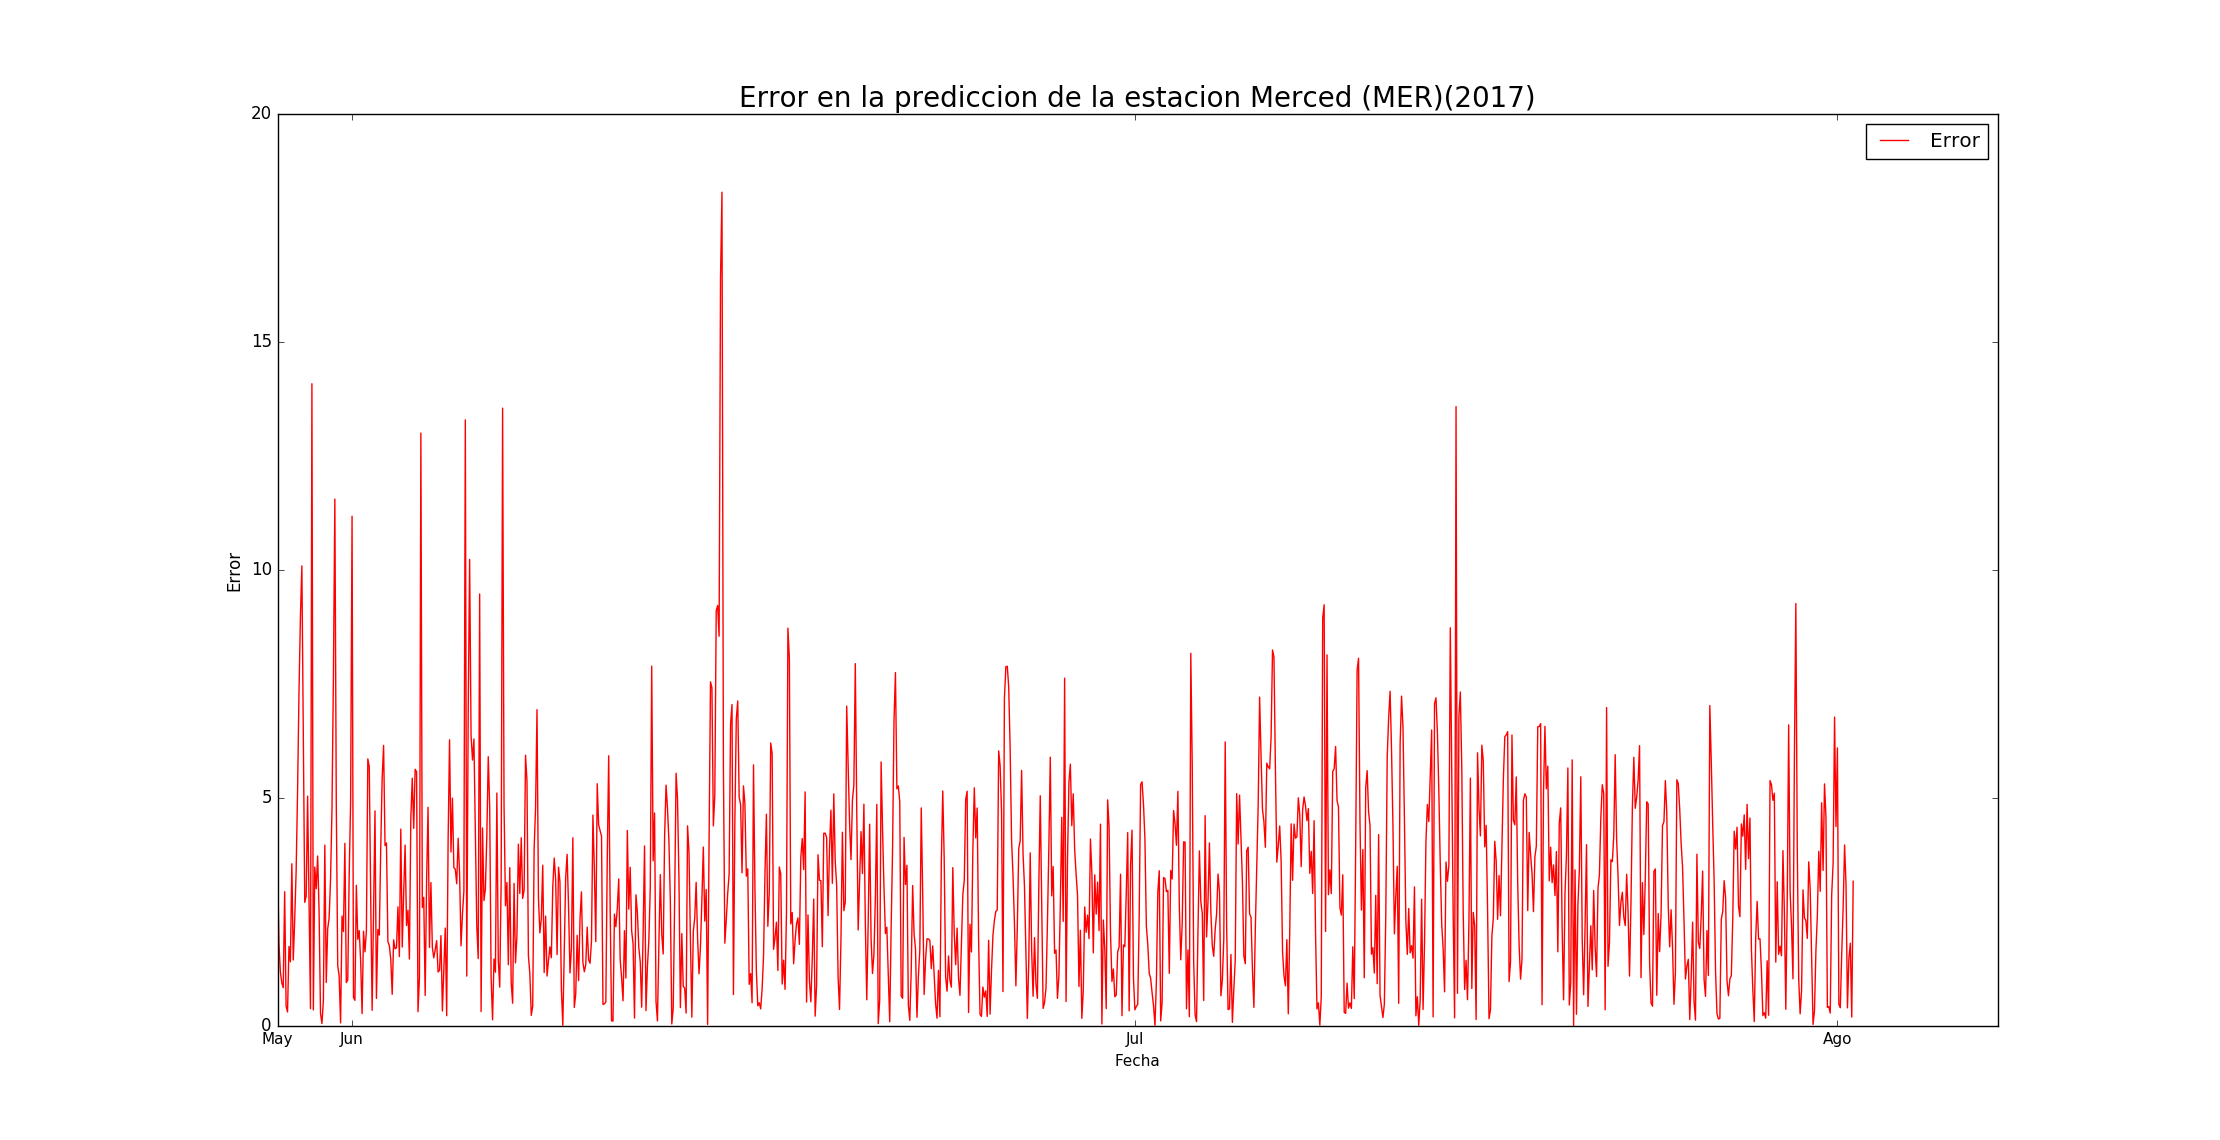 Error en la prediccion de la estacion Merced (MER)(2017)
Error
20
15
10
5
0
Error
May
Jun
Jul
Ago
Fecha